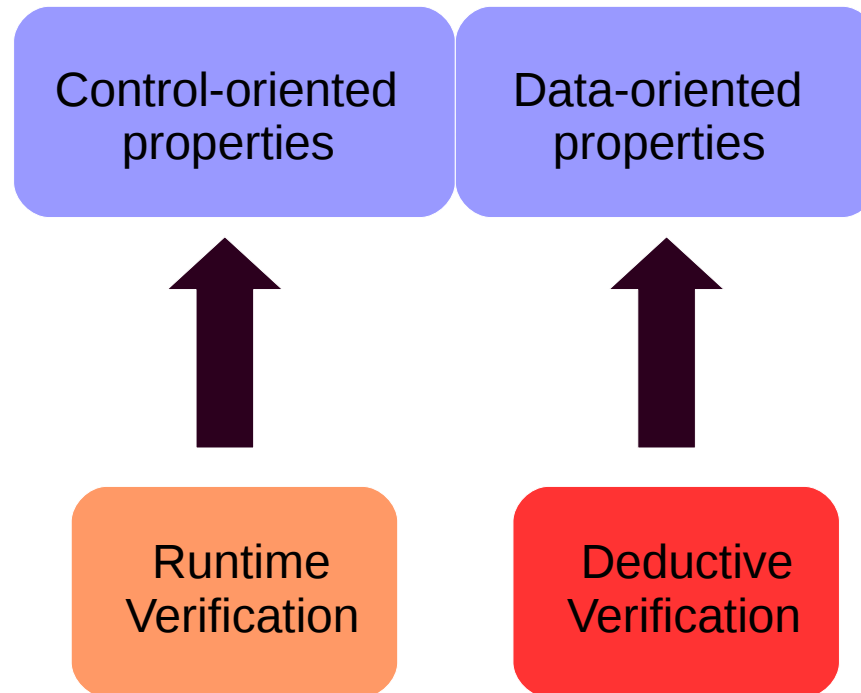 Control-oriented
properties
Data-oriented
properties
Runtime
Verification
Deductive
Verification